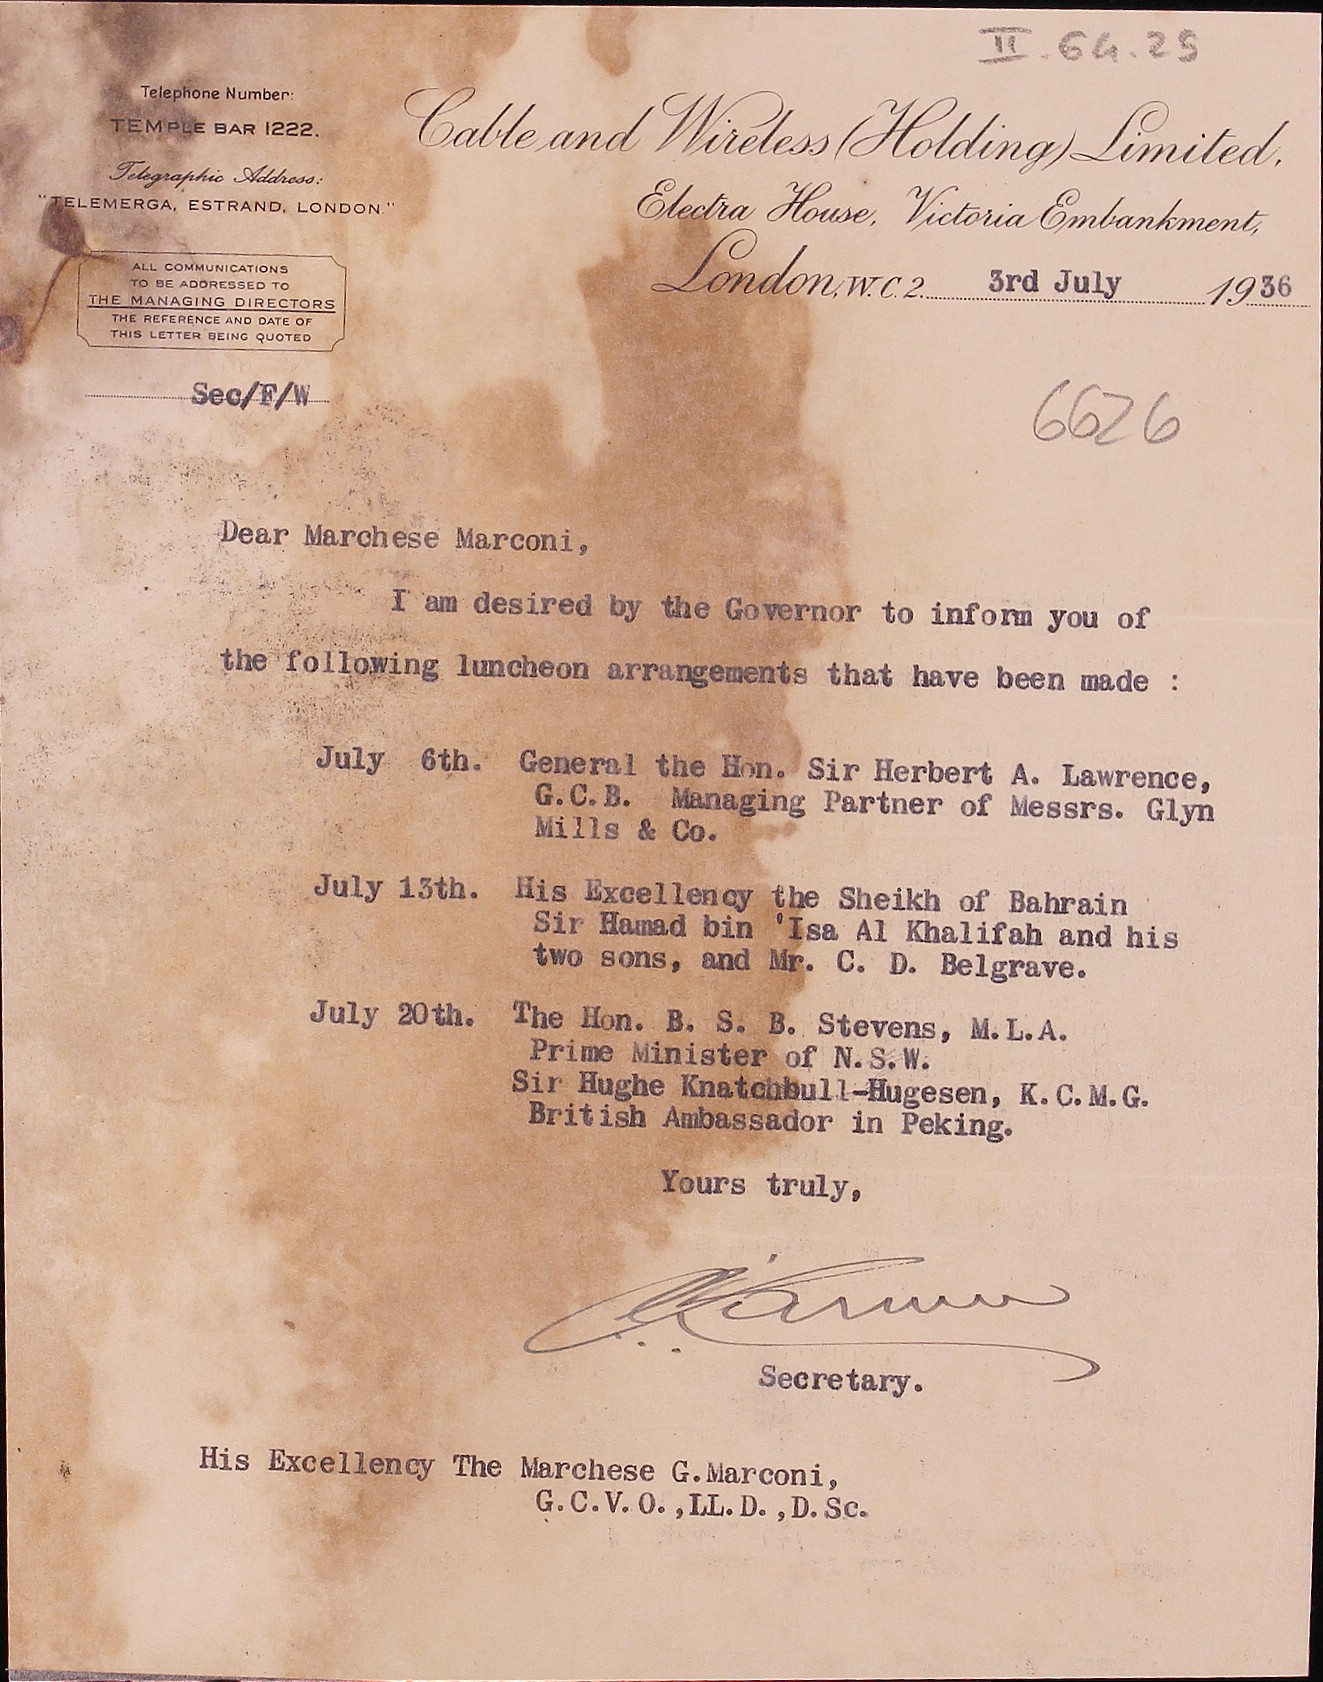 II.64.25
Telephone Number:
TEMPLE BAR 1222.
Telegraphic Address:
"TELEMERGA, ESTRAND, LONDON."
ALL COMMUNICATIONS
TO BE ADDRESSED TO
THE MANAGING DIRECTORS
THE REFERENCE AND DATE OF
THIS LETTER BEING QUOTED
Sec/F/W
Cable and Wireless (Holding) Limited,
Electra House, Victoria Embankment,
London, W.C.2. 3rd July 1936
6626
Dear Marchese Marconi,
I am desired by the Governor to inform you of
the following luncheon arrangements that have been made :
July 6th. General the Hon. Sir Herbert A. Lawrence,
G.C.B. Managing Partner of Messrs. Glyn
Mills & Co.
July 13th. His Excellency the Sheikh of Bahrain
Sir Hamad bin 'Isa Al Khalifah and his
two sons, and Mr. C. D. Belgrave.
July 20th. The Hon. B. S. B. Stevens, M.L.A.
Prime Minister of N.S.W.
Sir Hughe Knatchbull-Hugesen, K.C.M.G.
British Ambassador in Peking.
Yours truly,
Secretary.
His Excellency The Marchese G.Marconi,
G.C.V.O.,LL.D.,D.Sc.